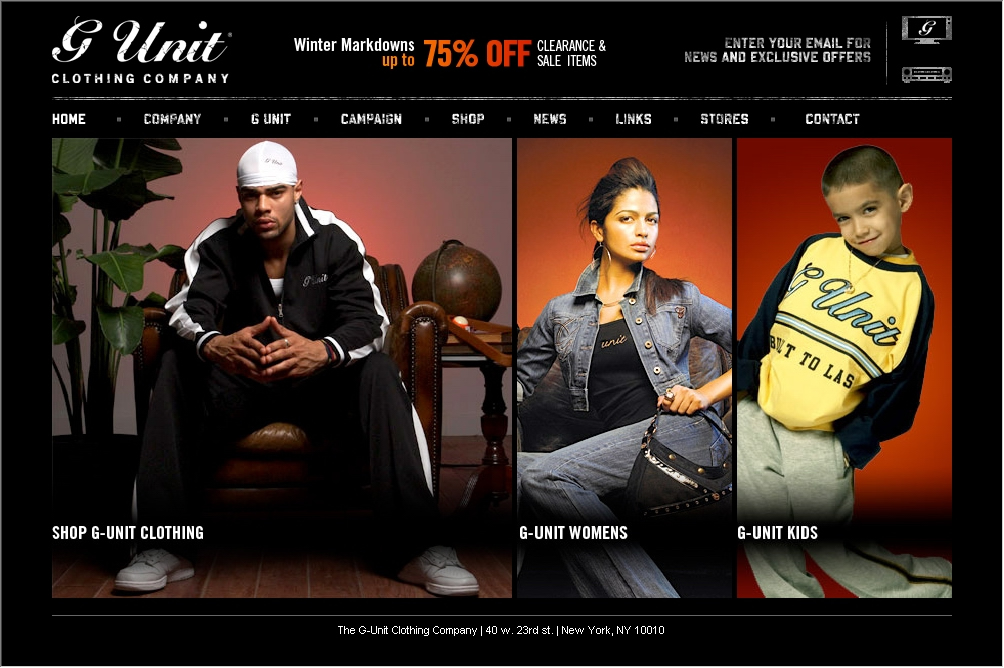 G Unit
CLOTHING COMPANY
Winter Markdowns
up to
75% OFF
CLEARANCE &
SALE ITEMS
ENTER YOUR EMAIL FOR
NEWS AND EXCLUSIVE OFFERS
G
HOME COMPANY G UNIT CAMPAIGN SHOP NEWS LINKS STORES CONTACT
G Unit
G-Unit
unit
G Unit
BUILT TO LAS
SHOP G-UNIT CLOTHING
G-UNIT WOMENS
G-UNIT KIDS
The G-Unit Clothing Company | 40 w. 23rd st. | New York, NY 10010